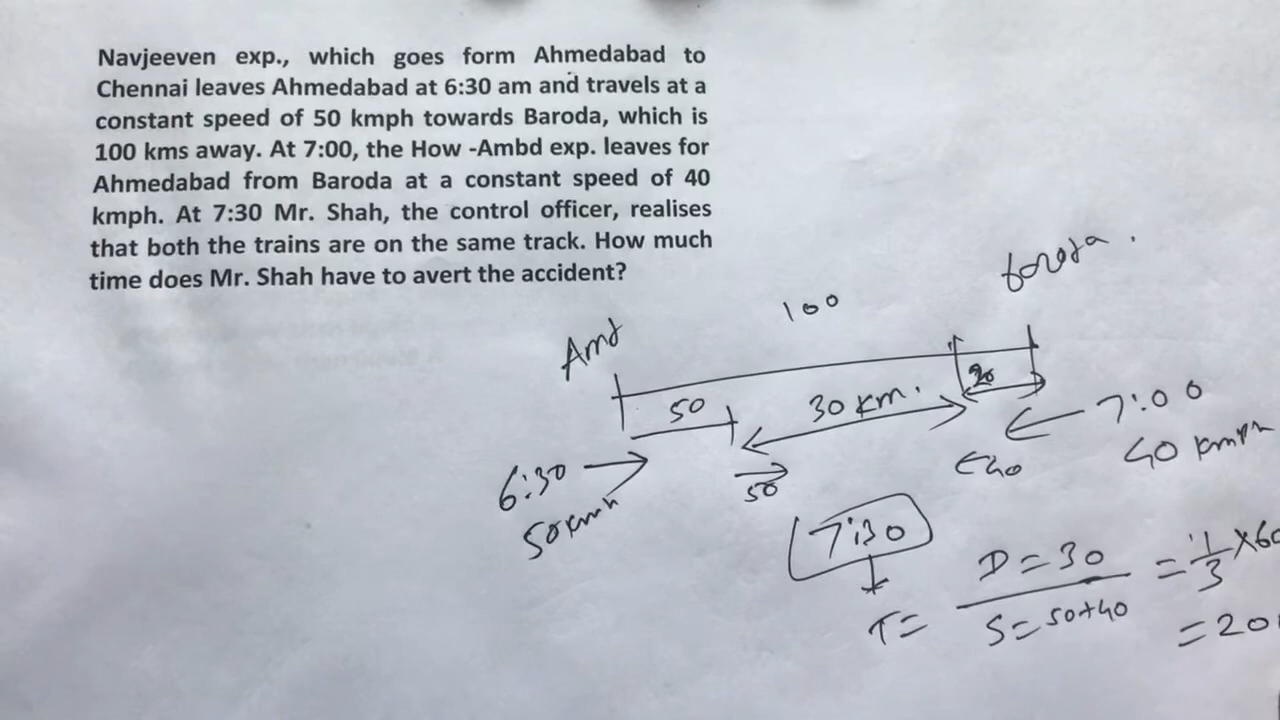 Navjeeven exp., which goes form Ahmedabad to
Chennai leaves Ahmedabad at 6:30 am and travels at a
constant speed of 50 kmph towards Baroda, which is
100 kms away. At 7:00, the How -Ambd exp. leaves for
Ahmedabad from Baroda at a constant speed of 40
kmph. At 7:30 Mr. Shah, the control officer, realises
that both the trains are on the same track. How much
time does Mr. Shah have to avert the accident?
100
Amd
20
50
30 km.
7:00
40 kmph
6:30
50 kmh
50
40
7:30
D=30
T=
S=50+40
=1/3 x60
=20